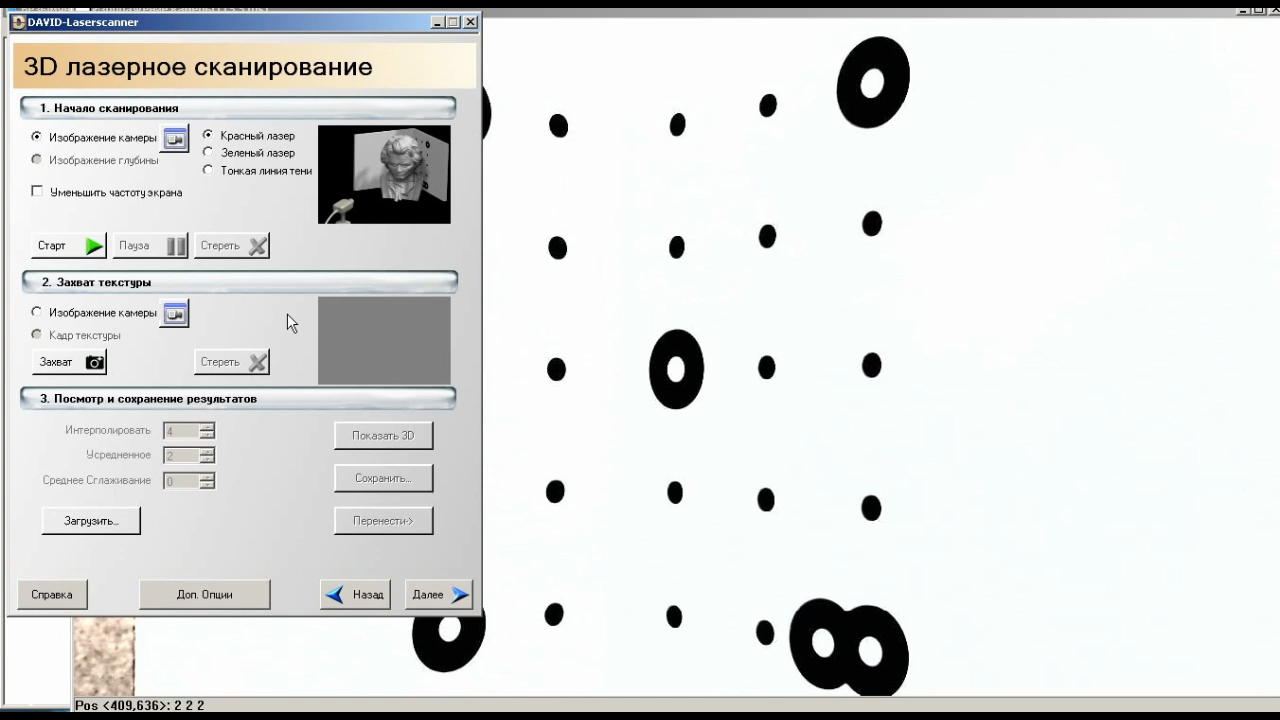 DAVID-Laserscanner
3D лазерное сканирование
1. Начало сканирования
Изображение камеры
Красный лазер
Изображение глубины
Зеленый лазер
Тонкая линия тени
Уменьшить частоту экрана
Старт
Пауза
Стереть
2. Захват текстуры
Изображение камеры
Кадр текстуры
Захват
Стереть
3. Посмотр и сохранение результатов
Интерполировать 4
Показать 3D
Усредненное 2
Сохранить...
Среднее Сглаживание 0
Загрузить...
Перенести->
Справка
Доп. Опции
Назад
Далее
Pos <409,636>: 2 2 2